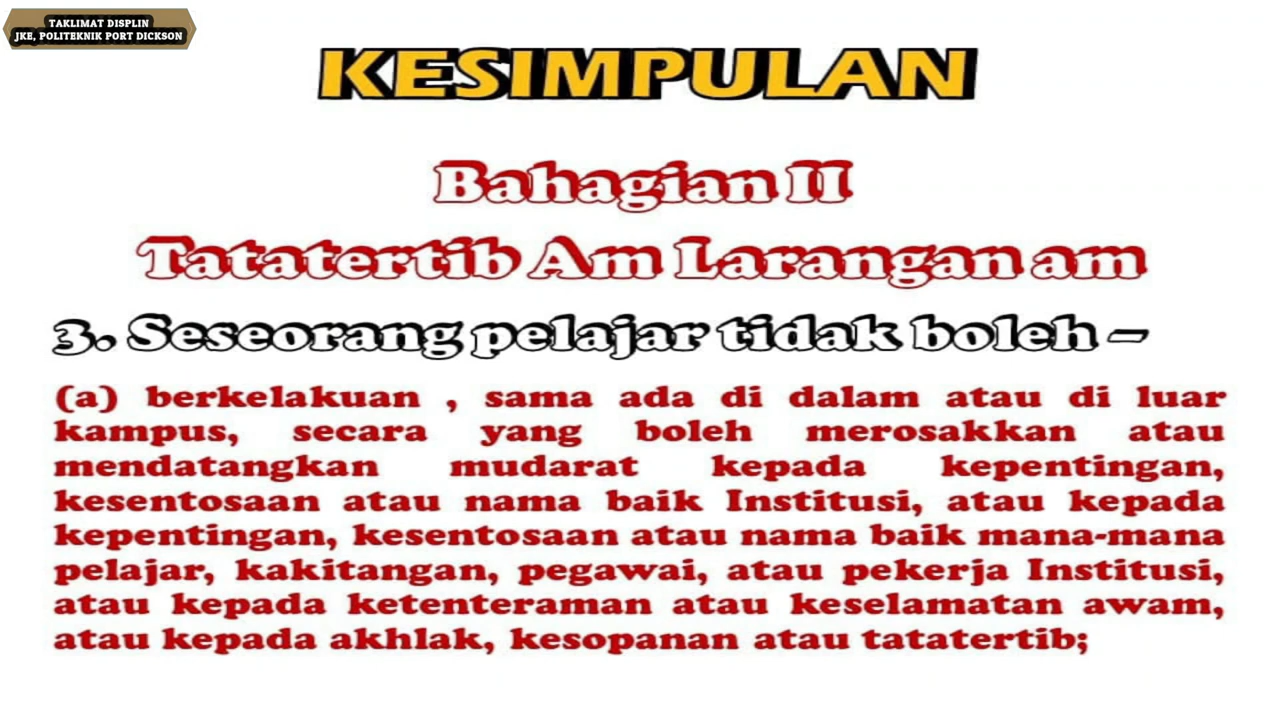 TAKLIMAT DISPLIN
JKE, POLITEKNIK PORT DICKSON
KESIMPULAN
Bahagian II
Tatatertib Am Larangan am
3. Seseorang pelajar tidak boleh –
(a) berkelakuan , sama ada di dalam atau di luar
kampus, secara yang boleh merosakkan atau
mendatangkan mudarat kepada kepentingan,
kesentosaan atau nama baik Institusi, atau kepada
kepentingan, kesentosaan atau nama baik mana-mana
pelajar, kakitangan, pegawai, atau pekerja Institusi,
atau kepada ketenteraman atau keselamatan awam,
atau kepada akhlak, kesopanan atau tatatertib;